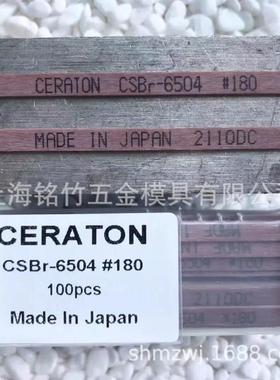 CERATON CSBr-6504 #180
MADE IN JAPAN 2110DC
上海铭竹五金模具有限公司
CERATON
CSBr-6504 #180
100pcs
Made In Japan
shmzwj.1688.co